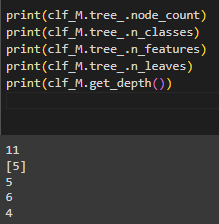 print(clf_M.tree_.node_count)
print(clf_M.tree_.n_classes)
print(clf_M.tree_.n_features)
print(clf_M.tree_.n_leaves)
print(clf_M.get_depth())
11
[5]
5
6
4